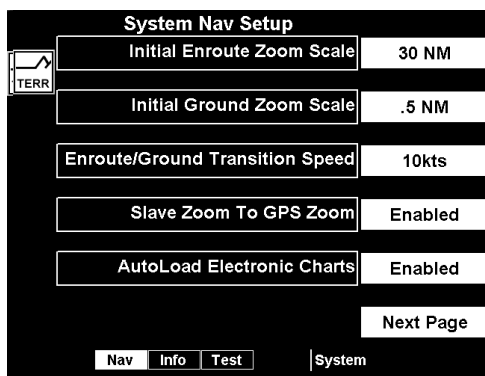 System Nav Setup
Initial Enroute Zoom Scale 30 NM
TERR
Initial Ground Zoom Scale .5 NM
Enroute/Ground Transition Speed 10kts
Slave Zoom To GPS Zoom Enabled
AutoLoad Electronic Charts Enabled
Next Page
Nav Info Test System